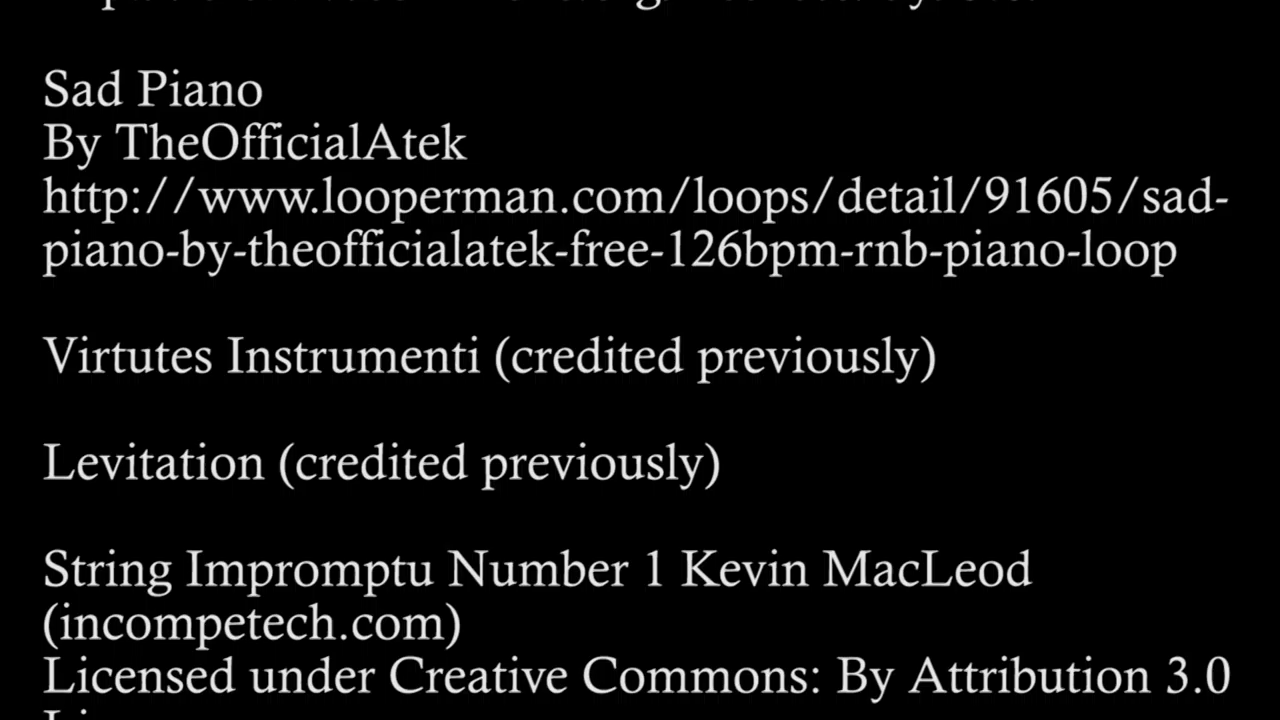 Sad Piano
By TheOfficialAtek
http://www.looperman.com/loops/detail/91605/sad-
piano-by-theofficialatek-free-126bpm-rnb-piano-loop
Virtutes Instrumenti (credited previously)
Levitation (credited previously)
String Impromptu Number 1 Kevin MacLeod
(incompetech.com)
Licensed under Creative Commons: By Attribution 3.0